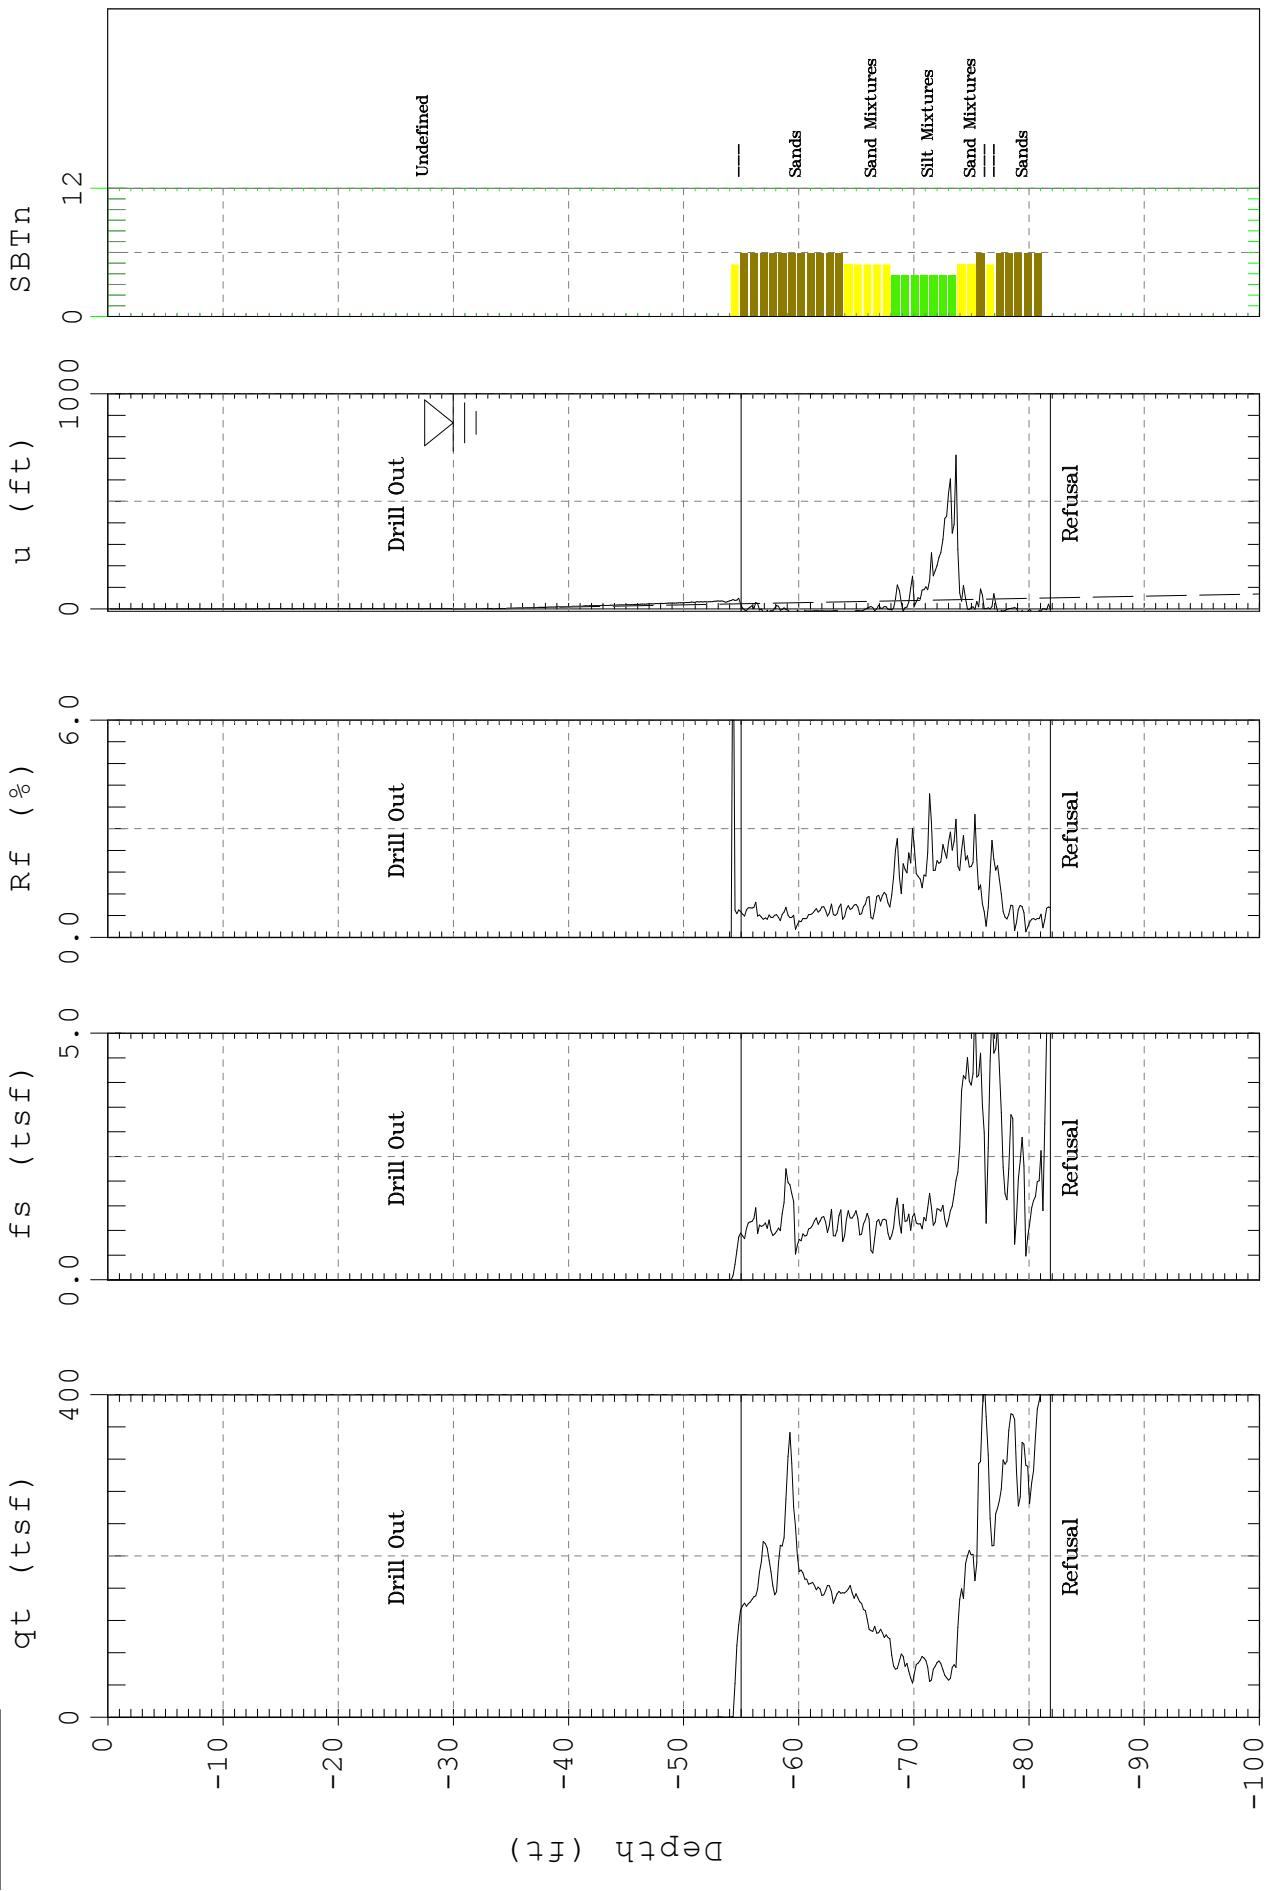 qt (tsf)
fs (tsf)
Rf (%)
u (ft)
SBTn
0
400
0.0
5.0
0.0
6.0
0
1000
0
12
0
-10
-20
-30
-40
-50
-60
-70
-80
-90
-100
Depth (ft)
Drill Out
Drill Out
Drill Out
Drill Out
Refusal
Refusal
Refusal
Refusal
Undefined
Sands
Sand Mixtures
Silt Mixtures
Sand Mixtures
Sands